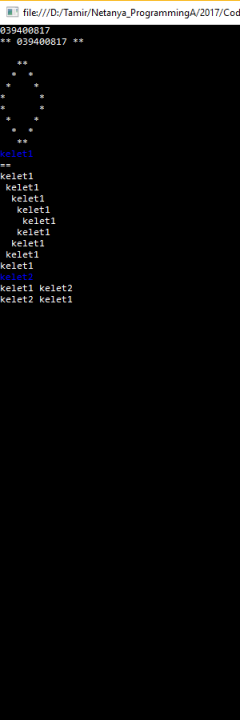 file:///D:/Tamir/Netanya_ProgrammingA/2017/Cod
039400817
** 039400817 **
**
* *
* *
* *
* *
* *
* *
**
kelet1
==
kelet1
kelet1
kelet1
kelet1
kelet1
kelet1
kelet1
kelet1
kelet1
kelet2
kelet1 kelet2
kelet2 kelet1